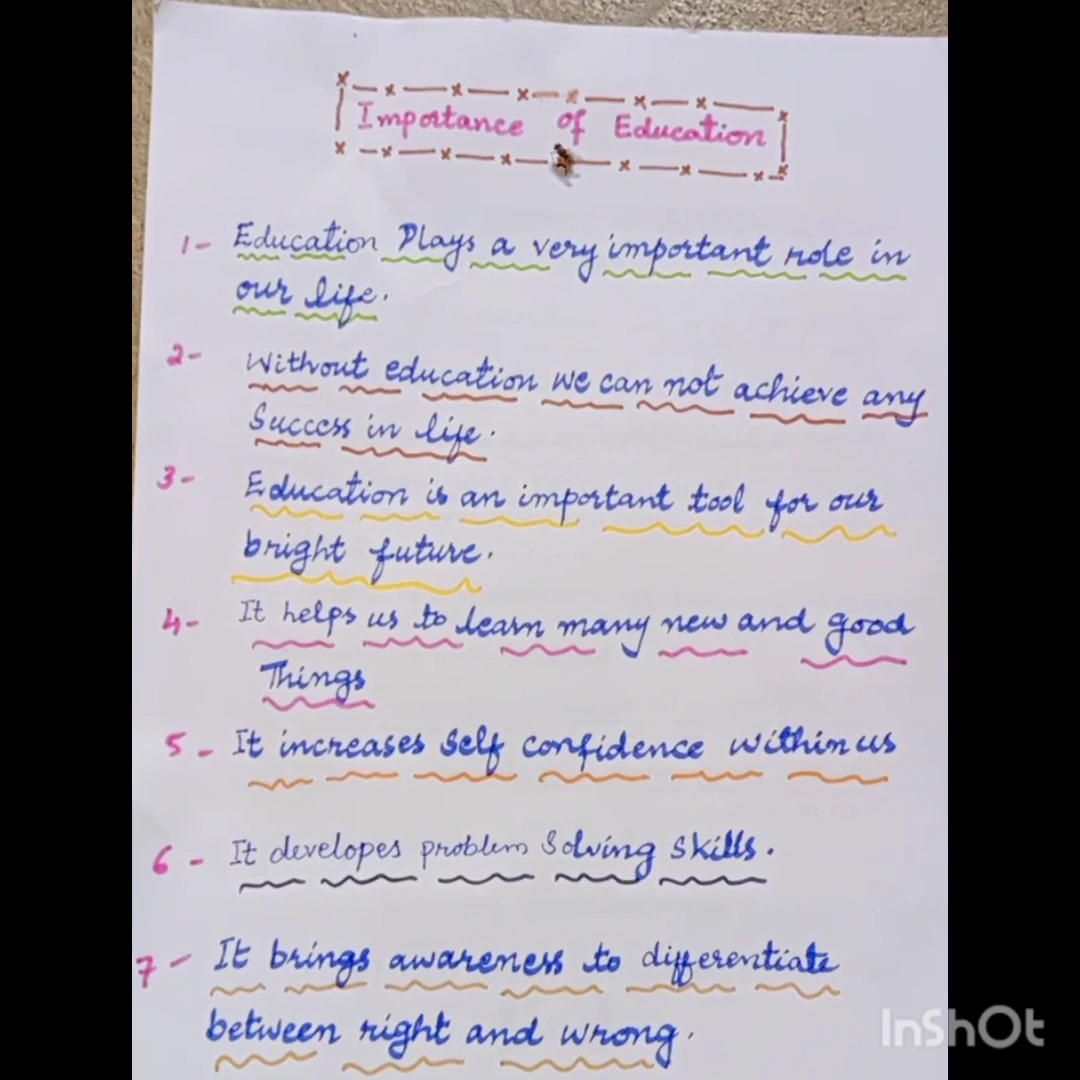 Importance of Education
1- Education Plays a very important role in
our life.
2- Without education we can not achieve any
Success in life.
3- Education is an important tool for our
bright future.
4- It helps us to learn many new and good
Things
5- It increases Self confidence within us
6- It developes problem Solving skills.
7- It brings awareness to differentiate
between right and wrong.
InShOt